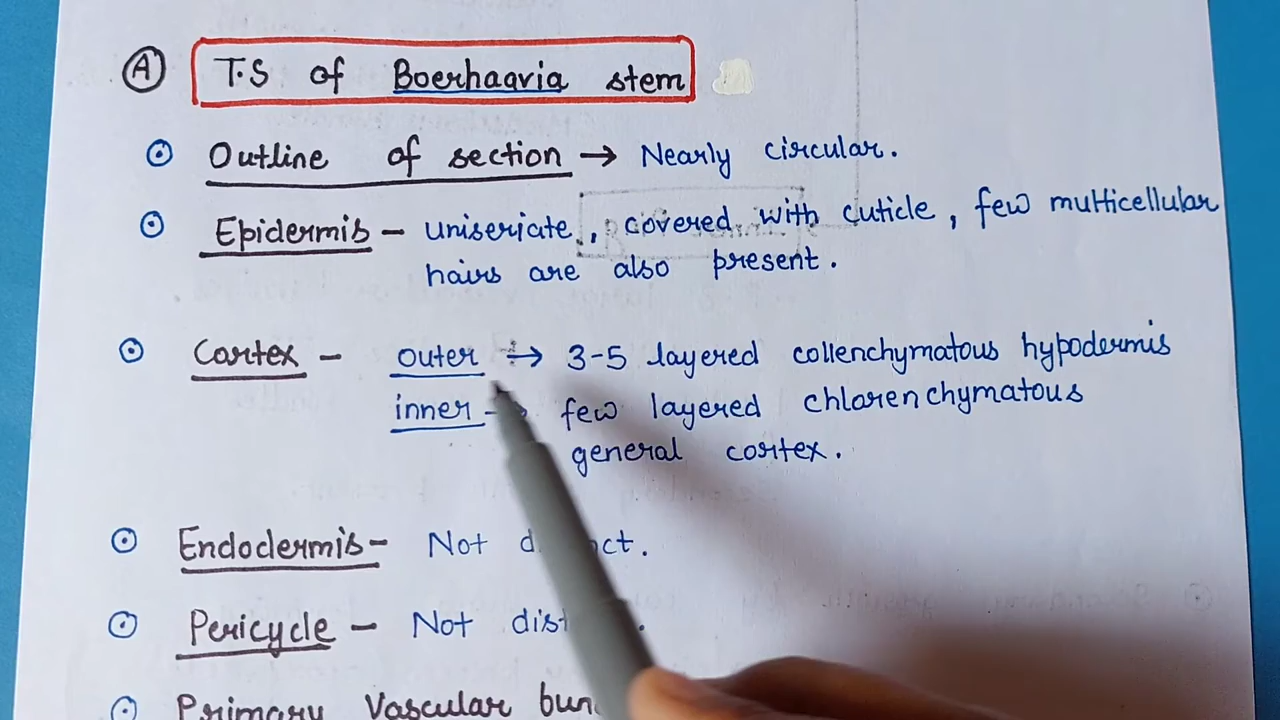 A T.S of Boerhaavia stem
Outline of section → Nearly circular.
Epidermis - uniseriate, covered with cuticle, few multicellular
hairs are also present.
Cortex - outer → 3-5 layered collenchymatous hypodermis
inner → few layered chlorenchymatous
general cortex.
Endodermis - Not
Pericycle - Not
Primary Vascular